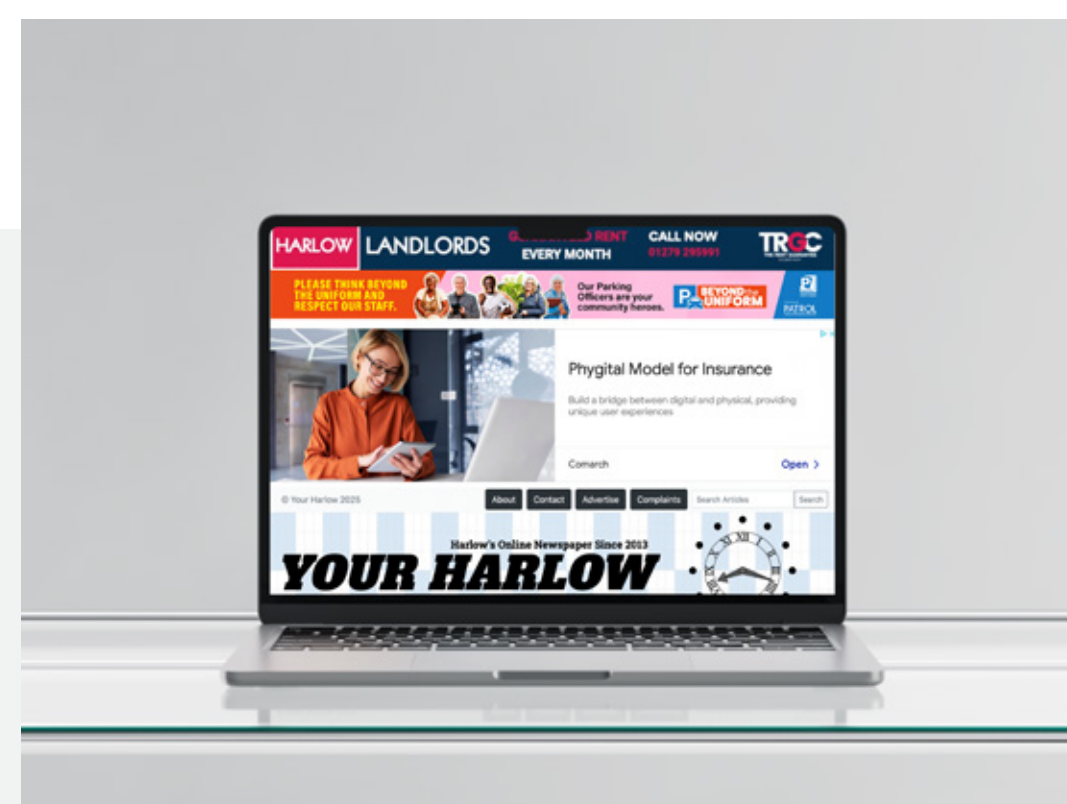 HARLOW LANDLORDS
RENT
EVERY MONTH
CALL NOW
01279 295991
TRGC
PLEASE THINK BEYOND
THE UNIFORM AND
RESPECT OUR STAFF.
Our Parking
Officers are your
community heroes.
BEYOND the
UNIFORM
PATROL
Phygital Model for Insurance
Build a bridge between digital and physical, providing
unique user experiences
Comarch
Open >
© Your Harlow 2025
About
Contact
Advertise
Complaints
Search Articles
Search
Harlow's Online Newspaper Since 2013
YOUR HARLOW